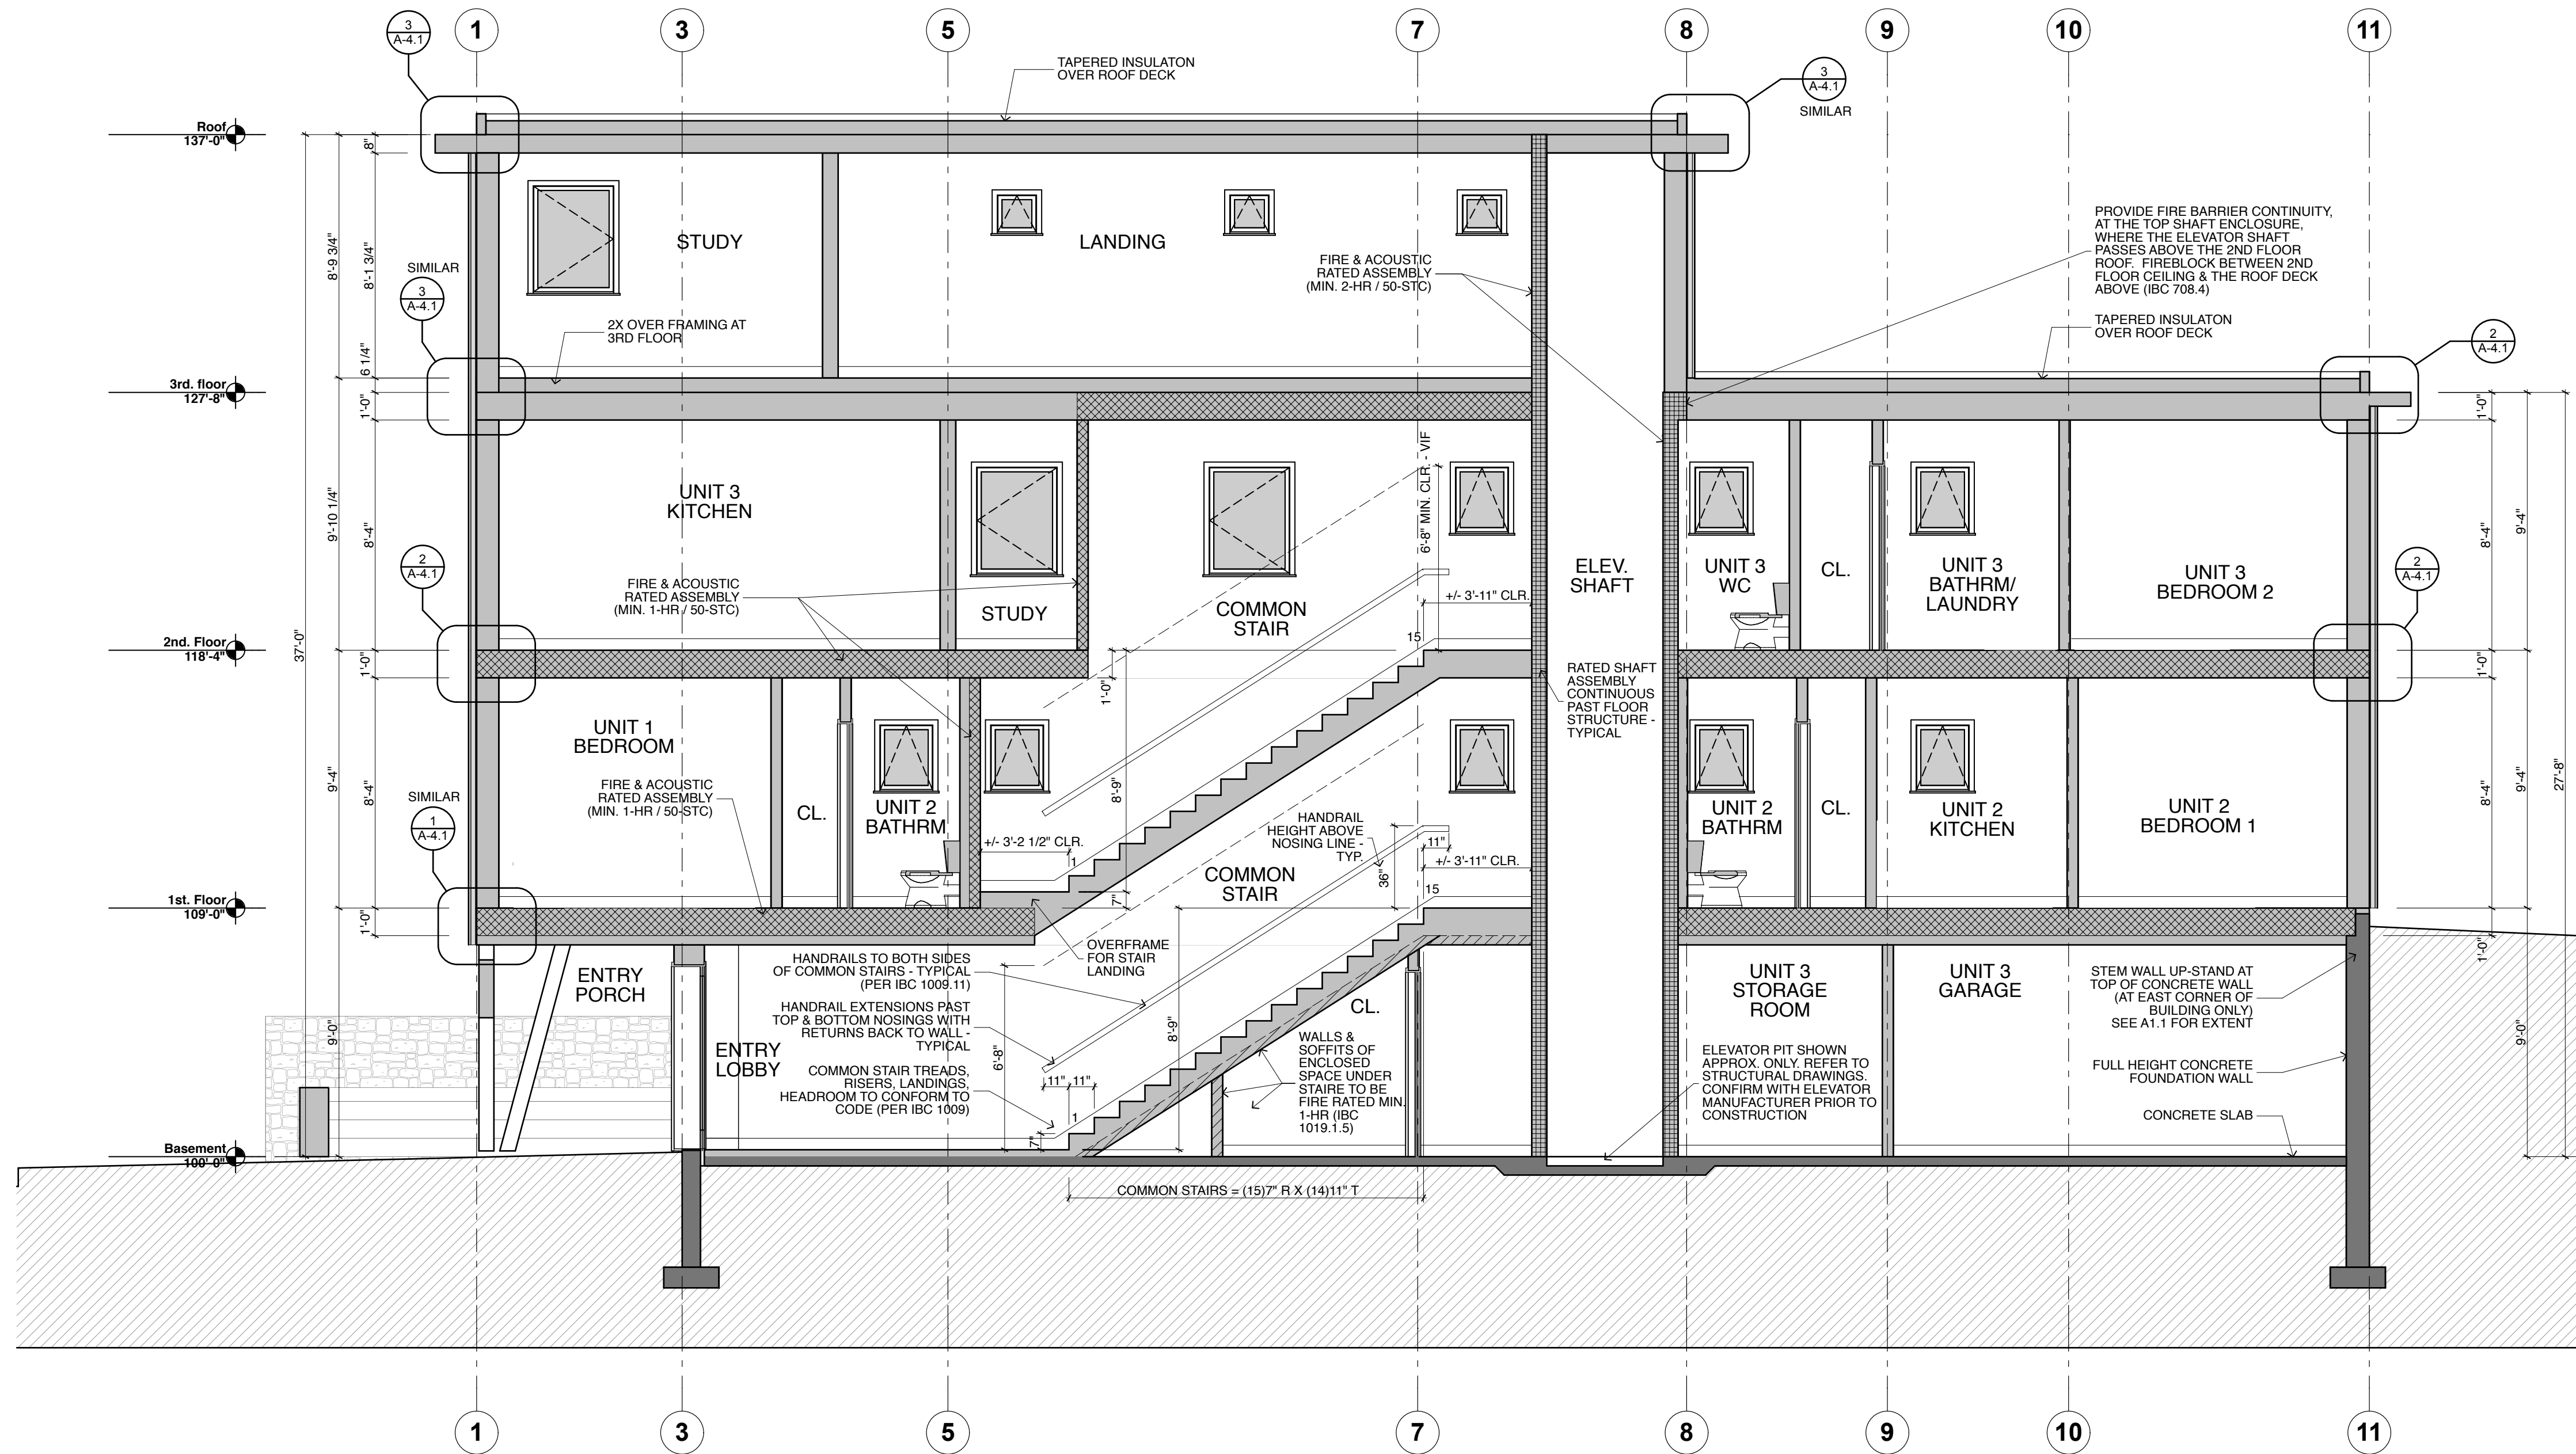 1
3
5
7
8
9
10
11
3
A-4.1
3
A-4.1
SIMILAR
TAPERED INSULATON
OVER ROOF DECK
Roof
137'-0"
8"
8'-9 3/4"
8'-1 3/4"
6 1/4"
STUDY
LANDING
FIRE & ACOUSTIC
RATED ASSEMBLY
(MIN. 2-HR / 50-STC)
PROVIDE FIRE BARRIER CONTINUITY,
AT THE TOP SHAFT ENCLOSURE,
WHERE THE ELEVATOR SHAFT
PASSES ABOVE THE 2ND FLOOR
ROOF. FIREBLOCK BETWEEN 2ND
FLOOR CEILING & THE ROOF DECK
ABOVE (IBC 708.4)
TAPERED INSULATON
OVER ROOF DECK
SIMILAR
3
A-4.1
2X OVER FRAMING AT
3RD FLOOR
2
A-4.1
3rd. floor
127'-8"
1'-0"
1'-0"
37'-0"
9'-10 1/4"
8'-4"
UNIT 3
KITCHEN
FIRE & ACOUSTIC
RATED ASSEMBLY
(MIN. 1-HR / 50-STC)
STUDY
COMMON
STAIR
6'-8" MIN. CLR. - VIF
+/- 3'-11" CLR.
15
ELEV.
SHAFT
UNIT 3
WC
CL.
UNIT 3
BATHRM/
LAUNDRY
UNIT 3
BEDROOM 2
8'-4"
9'-4"
27'-8"
2
A-4.1
2
A-4.1
2nd. Floor
118'-4"
1'-0"
1'-0"
1'-0"
RATED SHAFT
ASSEMBLY
CONTINUOUS
PAST FLOOR
STRUCTURE -
TYPICAL
9'-4"
8'-4"
UNIT 1
BEDROOM
FIRE & ACOUSTIC
RATED ASSEMBLY
(MIN. 1-HR / 50-STC)
CL.
UNIT 2
BATHRM
+/- 3'-2 1/2" CLR.
1
8'-9"
7"
HANDRAIL
HEIGHT ABOVE
NOSING LINE -
TYP.
36"
11"
+/- 3'-11" CLR.
15
COMMON
STAIR
UNIT 2
BATHRM
CL.
UNIT 2
KITCHEN
UNIT 2
BEDROOM 1
8'-4"
9'-4"
SIMILAR
1
A-4.1
1st. Floor
109'-0"
1'-0"
1'-0"
OVERFRAME
FOR STAIR
LANDING
ENTRY
PORCH
HANDRAILS TO BOTH SIDES
OF COMMON STAIRS - TYPICAL
(PER IBC 1009.11)
HANDRAIL EXTENSIONS PAST
TOP & BOTTOM NOSINGS WITH
RETURNS BACK TO WALL -
TYPICAL
COMMON STAIR TREADS,
RISERS, LANDINGS,
HEADROOM TO CONFORM TO
CODE (PER IBC 1009)
ENTRY
LOBBY
9'-0"
6'-8"
11"
11"
1
7"
8'-9"
CL.
WALLS &
SOFFITS OF
ENCLOSED
SPACE UNDER
STAIRE TO BE
FIRE RATED MIN.
1-HR (IBC
1019.1.5)
UNIT 3
STORAGE
ROOM
UNIT 3
GARAGE
ELEVATOR PIT SHOWN
APPROX. ONLY. REFER TO
STRUCTURAL DRAWINGS.
CONFIRM WITH ELEVATOR
MANUFACTURER PRIOR TO
CONSTRUCTION
STEM WALL UP-STAND AT
TOP OF CONCRETE WALL
(AT EAST CORNER OF
BUILDING ONLY)
SEE A1.1 FOR EXTENT
FULL HEIGHT CONCRETE
FOUNDATION WALL
CONCRETE SLAB
9'-0"
Basement
100'-0"
COMMON STAIRS = (15)7" R X (14)11" T
1
3
5
7
8
9
10
11